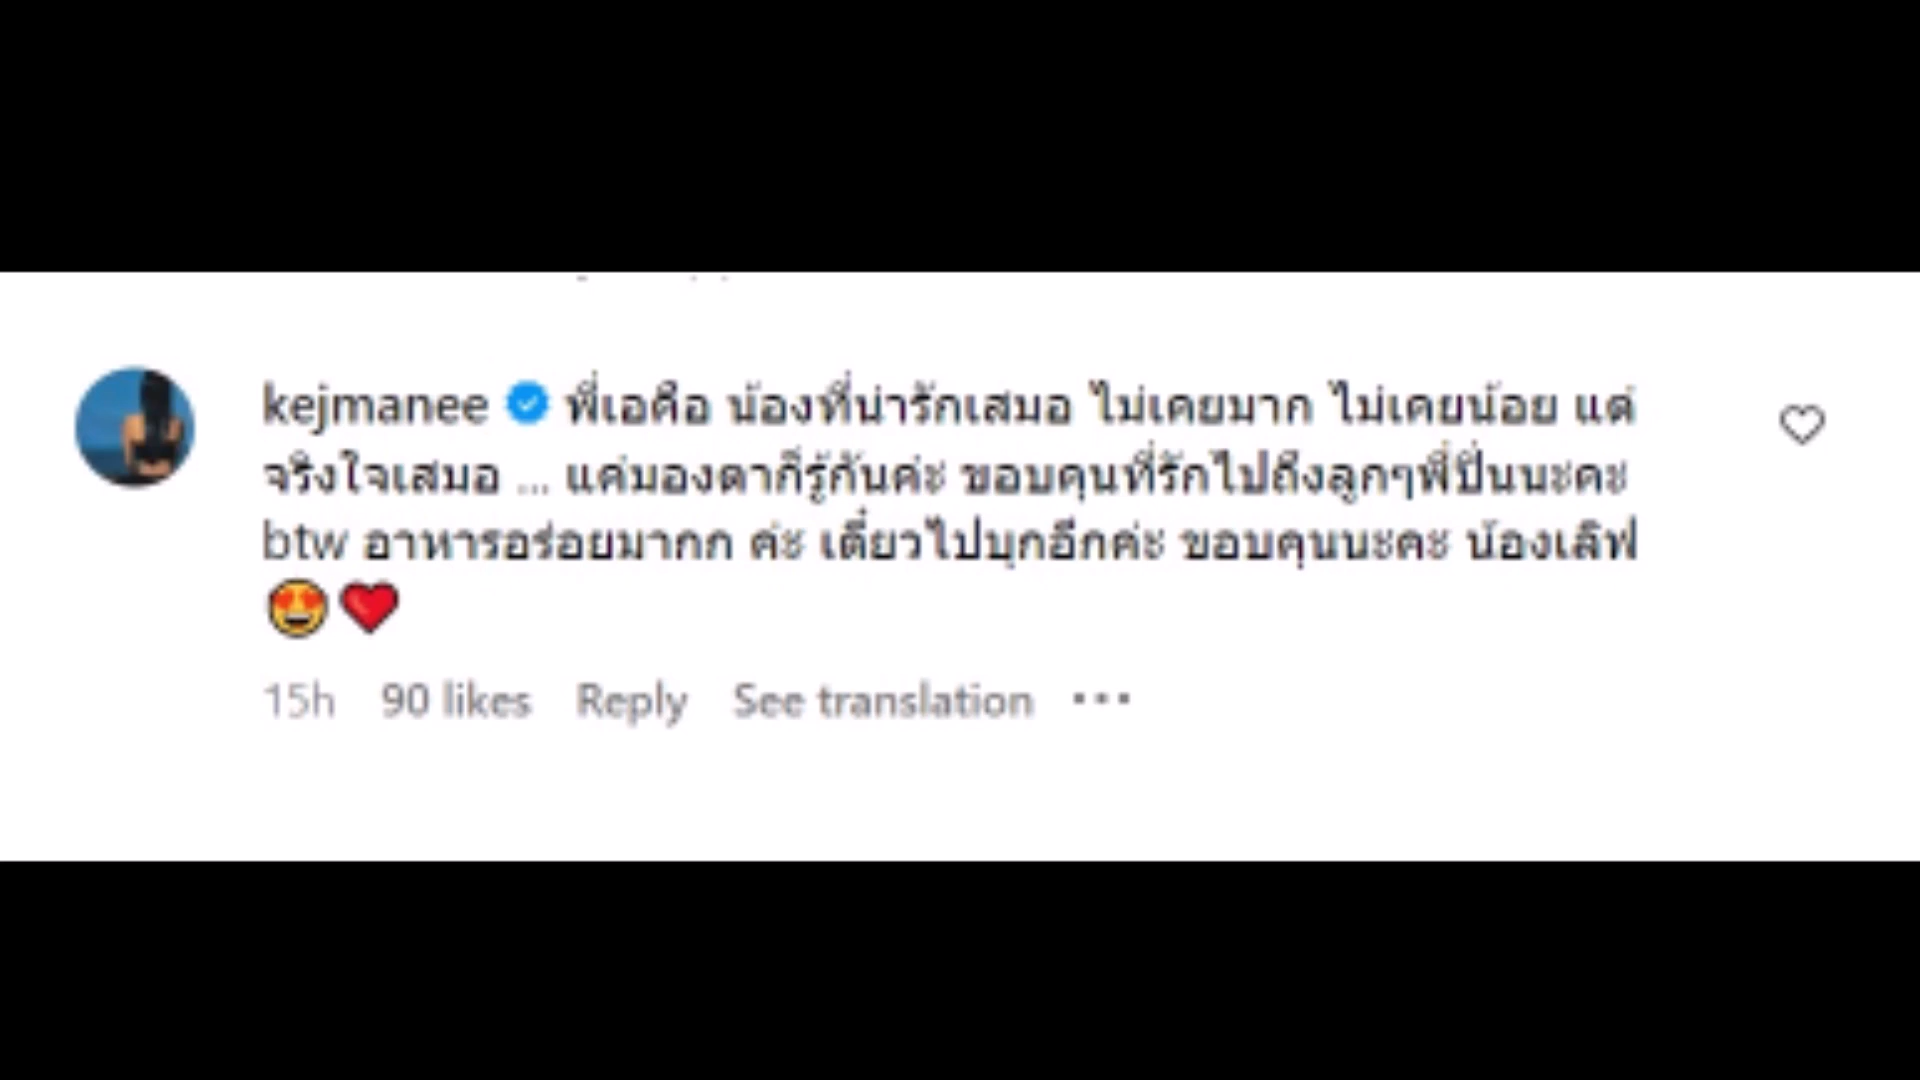 kejmanee พี่เอคือ น้องที่น่ารักเสมอ ไม่เคยมาก ไม่เคยน้อย แต่
จริงใจเสมอ ... แค่มองตาก็รู้กันค่ะ ขอบคุนที่รักไปถึงลูกๆพี่ปิ่นนะคะ
btw อาหารอร่อยมากก ค่ะ เดี๋ยวไปบุกอีกค่ะ ขอบคุนนะคะ น้องเลิฟ
😍❤️
15h 90 likes Reply See translation •••